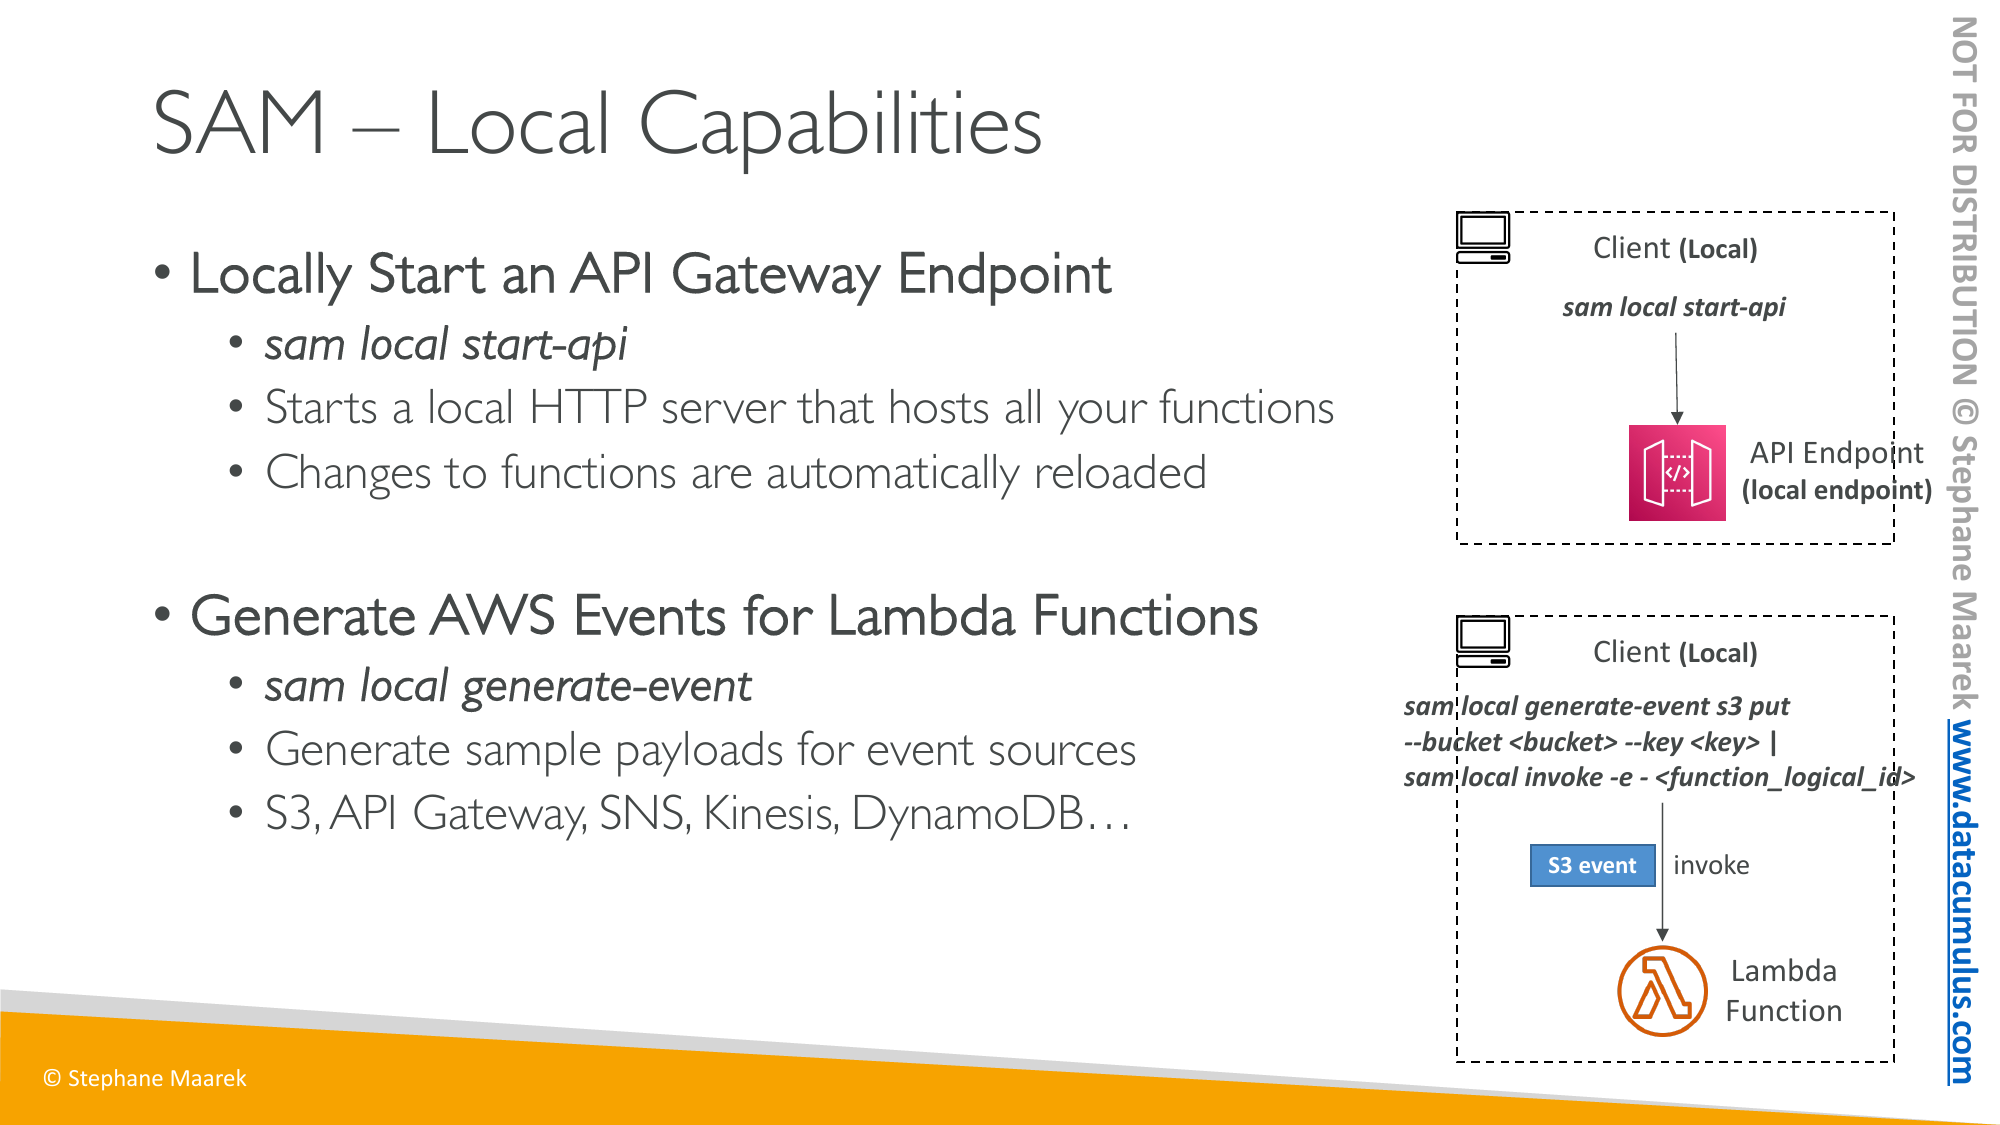 SAM – Local Capabilities
• Locally Start an API Gateway Endpoint
• sam local start-api
• Starts a local HTTP server that hosts all your functions
• Changes to functions are automatically reloaded
• Generate AWS Events for Lambda Functions
• sam local generate-event
• Generate sample payloads for event sources
• S3, API Gateway, SNS, Kinesis, DynamoDB…
Client (Local)
sam local start-api
</>
API Endpoint
(local endpoint)
Client (Local)
sam local generate-event s3 put
--bucket <bucket> --key <key> |
sam local invoke -e - <function_logical_id>
S3 event
invoke
Lambda
Function
© Stephane Maarek
NOT FOR DISTRIBUTION © Stephane Maarek www.datacumulus.com